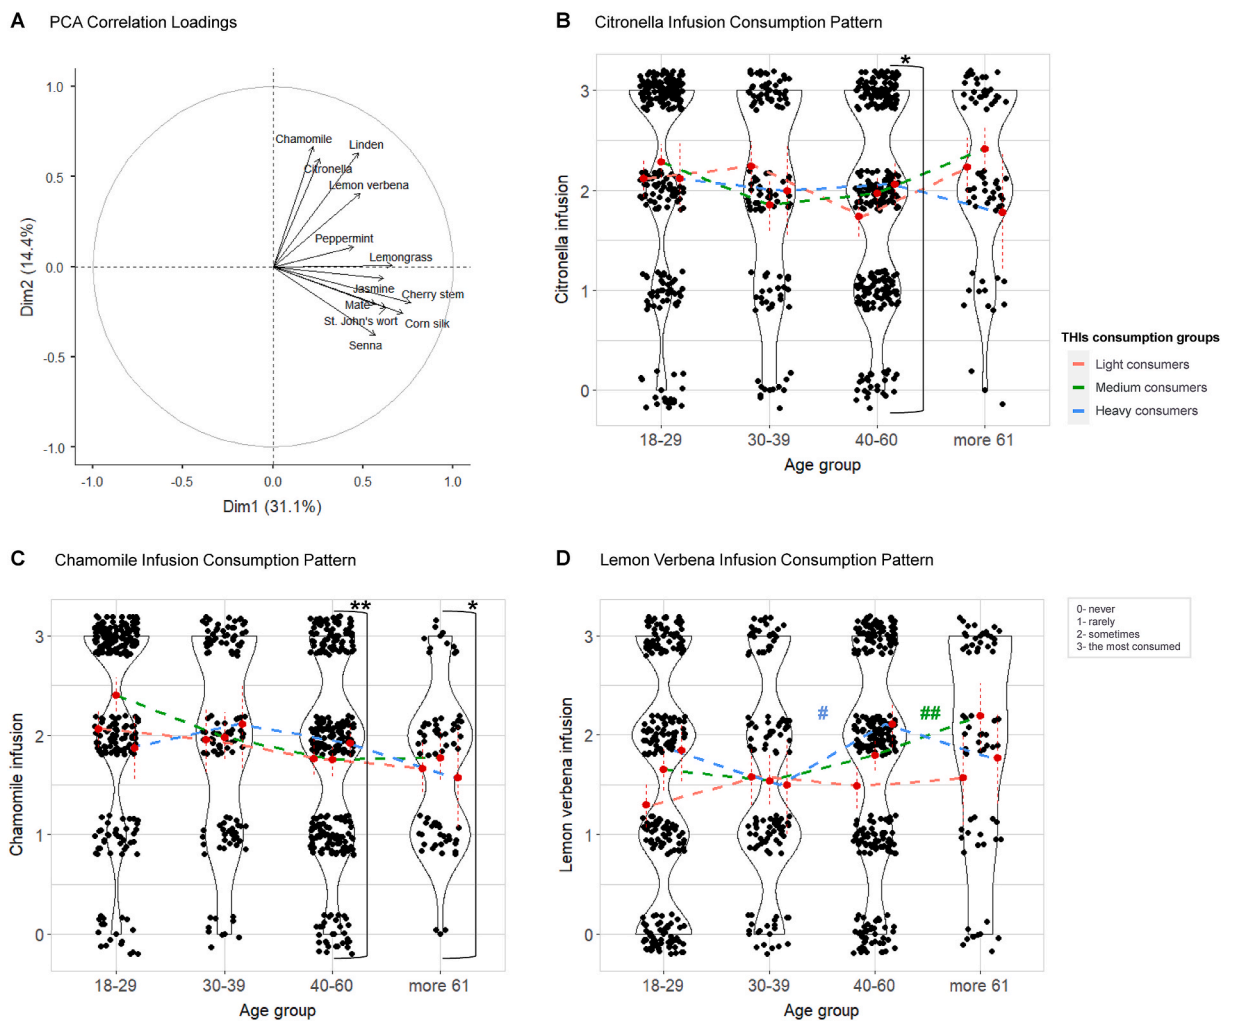 A PCA Correlation Loadings
1.0
0.5
0.0
-0.5
-1.0
Dim2 (14.4%)
Chamomile
Linden
Citronella
Lemon verbena
Peppermint
Lemongrass
Jasmine
Cherry stem
Mate
St. John's wort
Corn silk
Senna
-1.0 -0.5 0.0 0.5 1.0
Dim1 (31.1%)
B Citronella Infusion Consumption Pattern
*
3
2
1
0
Citronella infusion
18-29 30-39 40-60 more 61
Age group
THIs consumption groups
Light consumers
Medium consumers
Heavy consumers
C Chamomile Infusion Consumption Pattern
** *
3
2
1
0
Chamomile infusion
18-29 30-39 40-60 more 61
Age group
D Lemon Verbena Infusion Consumption Pattern
# ##
3
2
1
0
Lemon verbena infusion
18-29 30-39 40-60 more 61
Age group
0- never
1- rarely
2- sometimes
3- the most consumed